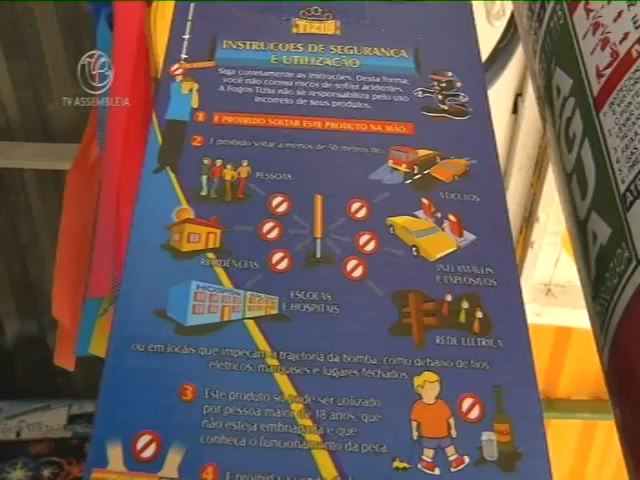 TIZIU
INSTRUÇÕES DE SEGURANÇA
E UTILIZAÇÃO
Siga corretamente as instruções. Desta forma,
você não correrá riscos de sofrer acidentes.
A Fogos Tiziu não se responsabiliza pelo uso
incorreto de seus produtos.
1 É PROIBIDO SOLTAR ESTE PRODUTO NA MÃO.
2 É proibido soltar a menos de 50 metros de:
PESSOAS
VEÍCULOS
RESIDÊNCIAS
INFLAMÁVEIS
E EXPLOSIVOS
HOSPITAL
ESCOLAS
E HOSPITAIS
REDE ELÉTRICA
ou em locais que impeçam a trajetória da bomba, como debaixo de fios
elétricos, marquises e lugares fechados.
3 Este produto só pode ser utilizado
por pessoa maior de 18 anos, que
não esteja embriagada e que
conheça o funcionamento da peça.
4 É proibida a
TV ASSEMBLEIA